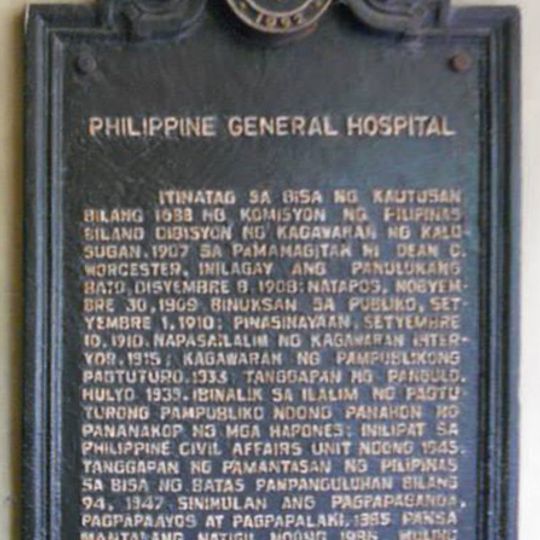 PHILIPPINE GENERAL HOSPITAL
ITINATAG SA BISA NG KAUTUSAN
BILANG 1688 NG KOMISYON NG PILIPINAS
BILANG DIBISYON NG KAGAWARAN NG KALU-
SUGAN, 1907 SA PAMAMAGITAN NI DEAN C.
WORCESTER. INILAGAY ANG PANULUKANG
BATO, DISYEMBRE 8, 1908; NATAPOS, NOBYEM-
BRE 30, 1909 BINUKSAN SA PUBLIKO, SET-
YEMBRE 1, 1910; PINASINAYAAN, SETYEMBRE
10, 1910. NAPASAILALIM NG KAGAWARAN INTER-
YOR, 1915; KAGAWARAN NG PAMPUBLIKONG
PAGTUTURO, 1933; TANGGAPAN NG PANGULO,
HULYO 1939. IBINALIK SA ILALIM NG PAGTU-
TURONG PAMPUBLIKO NOONG PANAHON NG
PANANAKOP NG MGA HAPONES; INILIPAT SA
PHILIPPINE CIVIL AFFAIRS UNIT NOONG 1945.
TANGGAPAN NG PAMANTASAN NG PILIPINAS
SA BISA NG BATAS PAMPANGULUHAN BILANG
94, 1947. SINIMULAN ANG PAGPAPAGANDA,
PAGPAPAAYOS AT PAGPAPALAKI, 1985
NATIGIL NOONG MULING